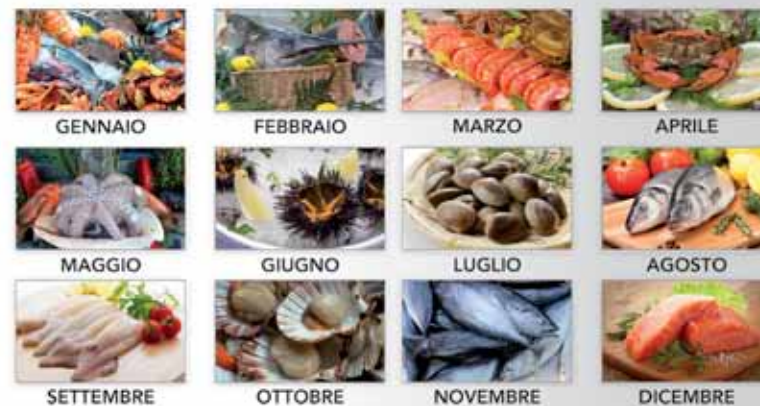 GENNAIO FEBBRAIO MARZO APRILE
MAGGIO GIUGNO LUGLIO AGOSTO
SETTEMBRE OTTOBRE NOVEMBRE DICEMBRE